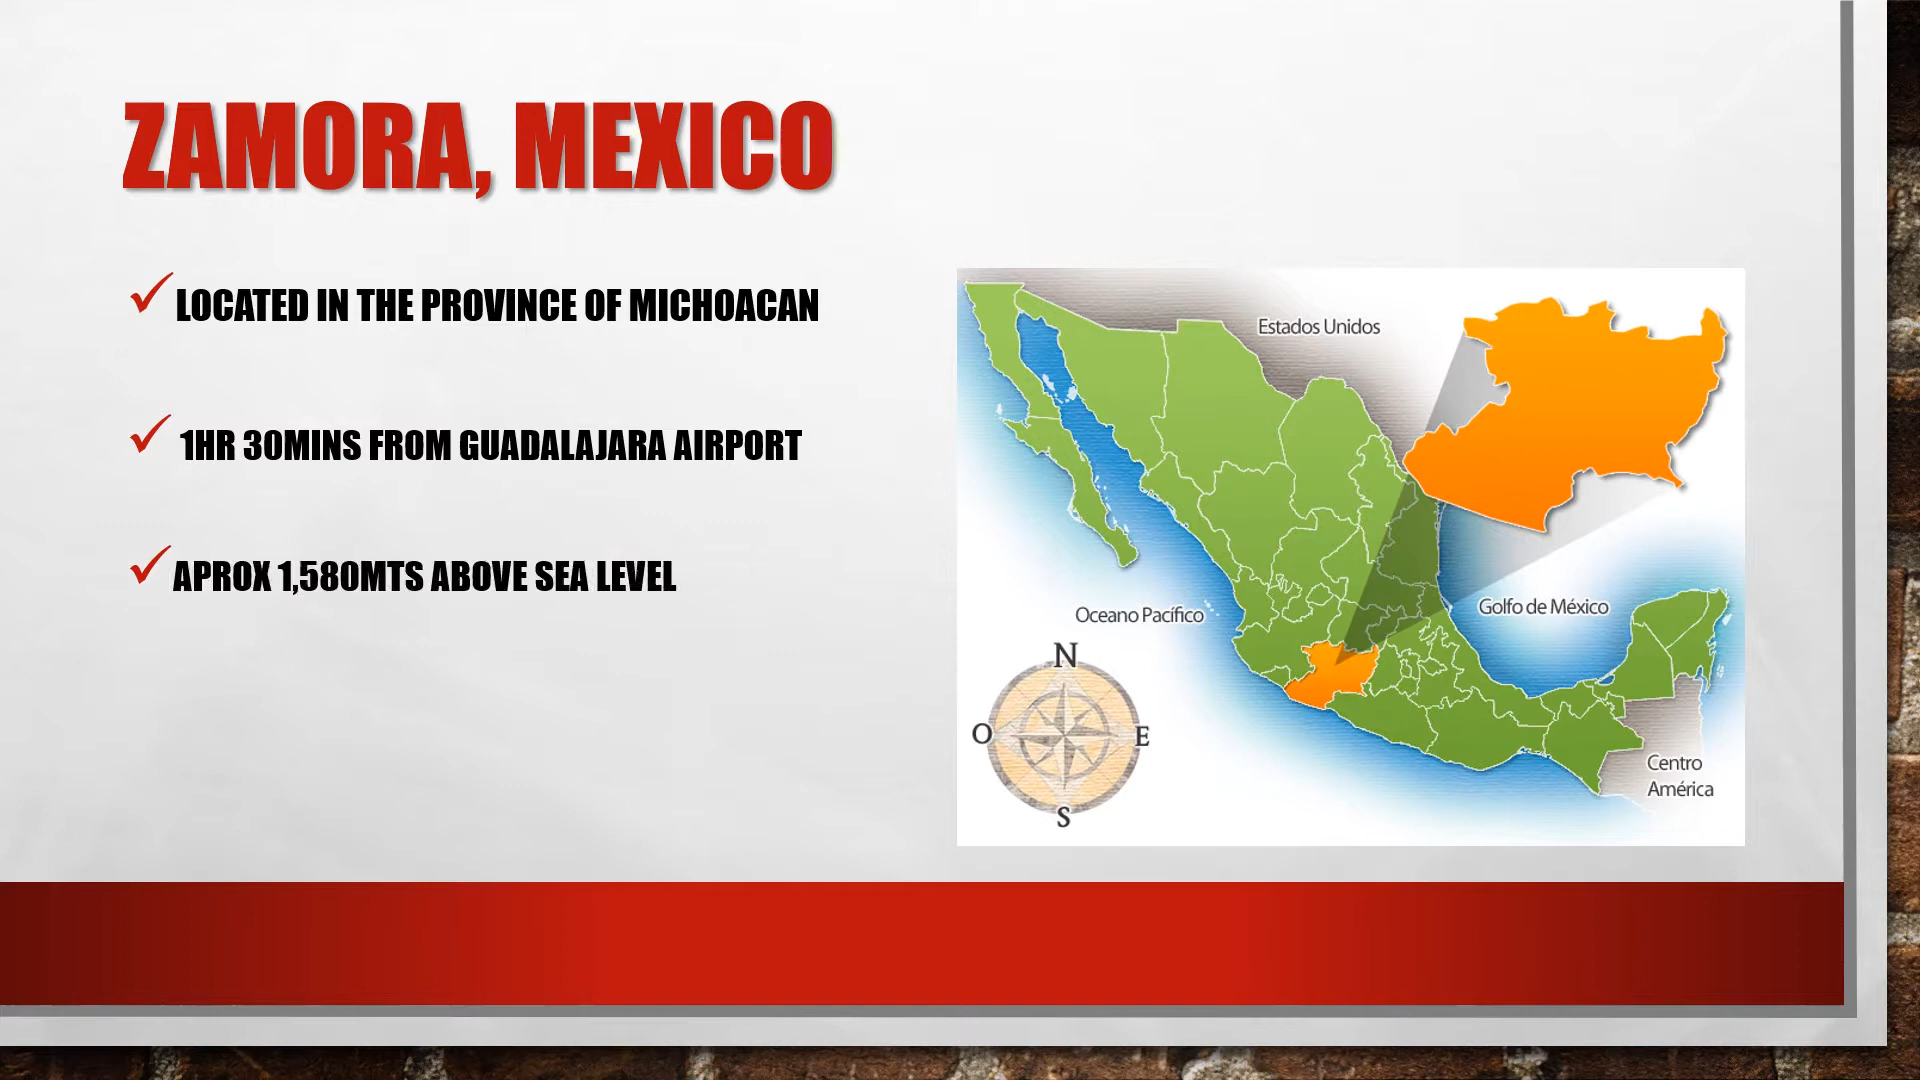 ZAMORA, MEXICO
LOCATED IN THE PROVINCE OF MICHOACAN
1HR 30MINS FROM GUADALAJARA AIRPORT
APROX 1,580MTS ABOVE SEA LEVEL
Estados Unidos
Golfo de México
Oceano Pacífico
N
O
E
S
Centro
América